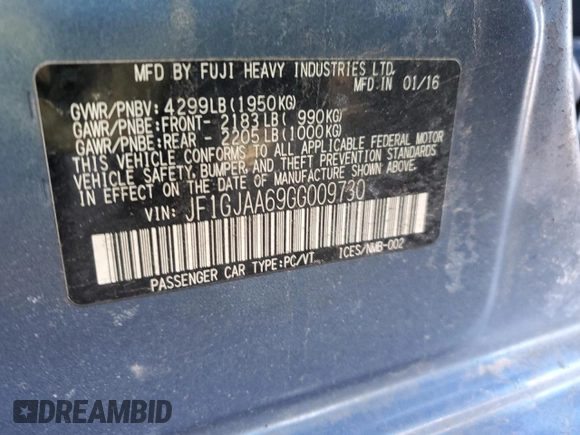 MFD BY FUJI HEAVY INDUSTRIES LTD.
MFD IN 01/16
GVWR/PNBV: 4299LB(1950KG)
GAWR/PNBE:FRONT- 2183LB( 990KG)
GAWR/PNBE:REAR - 2205LB(1000KG)
THIS VEHICLE CONFORMS TO ALL APPLICABLE FEDERAL MOTOR
VEHICLE SAFETY, BUMPER, AND THEFT PREVENTION STANDARDS
IN EFFECT ON THE DATE OF MANUFACTURE SHOWN ABOVE.
VIN: JF1GJAA69GG009730
PASSENGER CAR TYPE:PC/VT ICES/NMB-002
DREAMBID